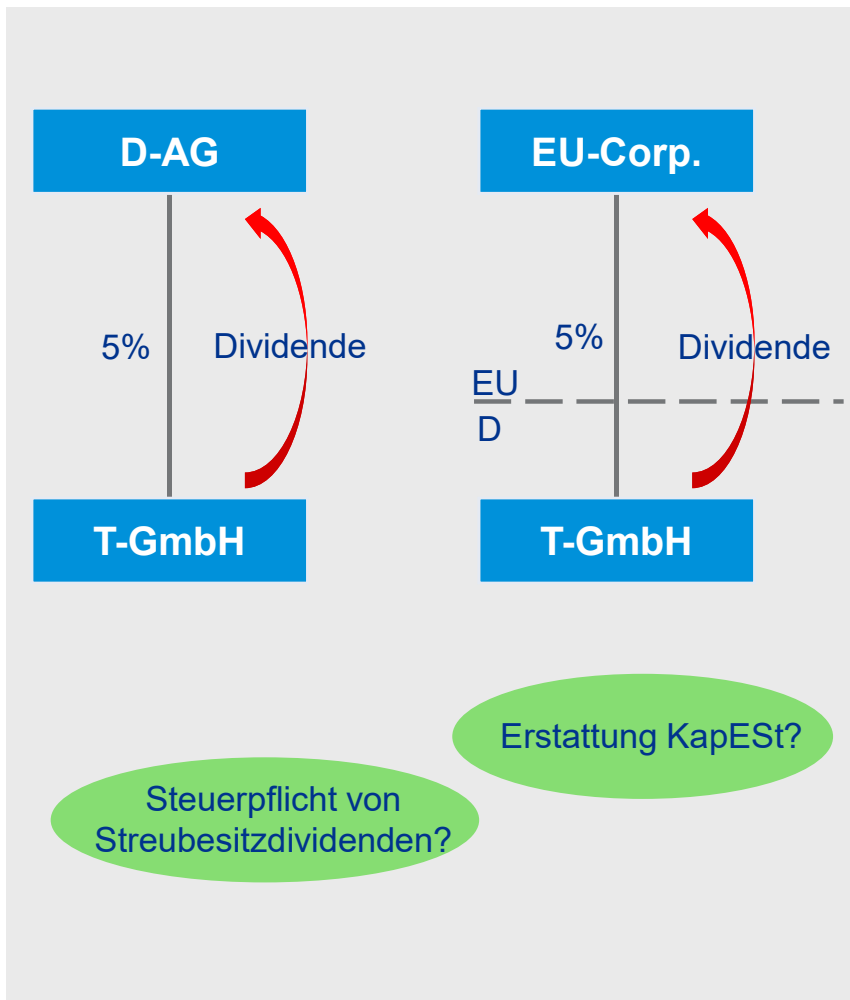 D-AG
5%
Dividende
T-GmbH
EU-Corp.
5%
Dividende
EU
D
T-GmbH
Erstattung KapESt?
Steuerpflicht von
Streubesitzdividenden?